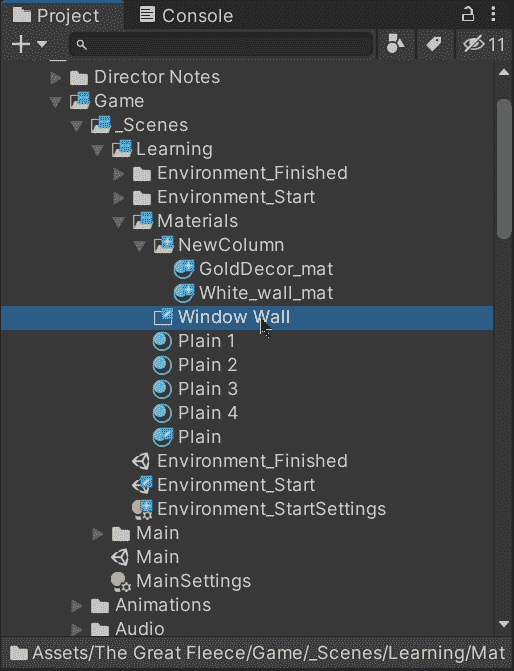 Project Console
11
Director Notes
Game
_Scenes
Learning
Environment_Finished
Environment_Start
Materials
NewColumn
GoldDecor_mat
White_wall_mat
Window Wall
Plain 1
Plain 2
Plain 3
Plain 4
Plain
Environment_Finished
Environment_Start
Environment_StartSettings
Main
Main
MainSettings
Animations
Audio
Assets/The Great Fleece/Game/_Scenes/Learning/Mat